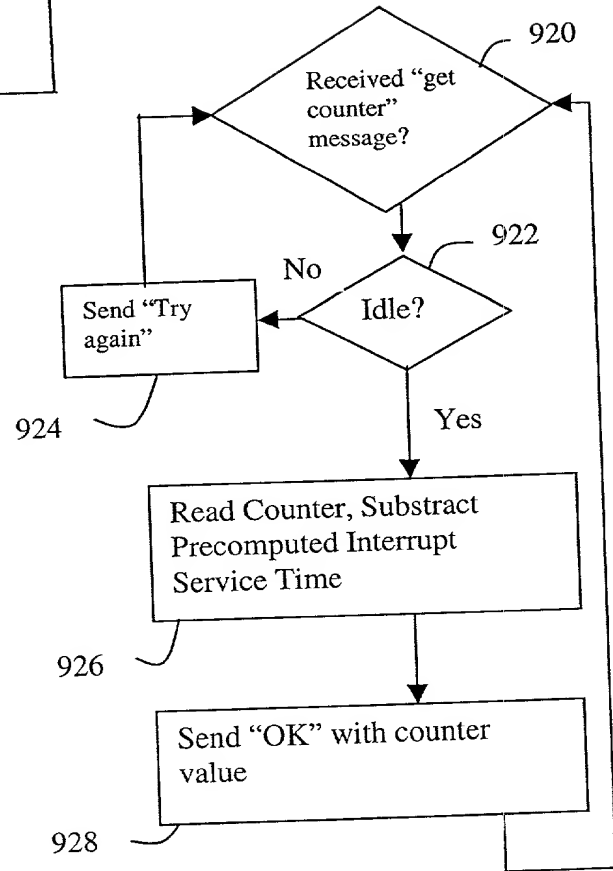 920
Received “get
counter”
message?
922
No
Idle?
Send “Try
again”
924
Yes
Read Counter, Substract
Precomputed Interrupt
Service Time
926
Send “OK” with counter
value
928